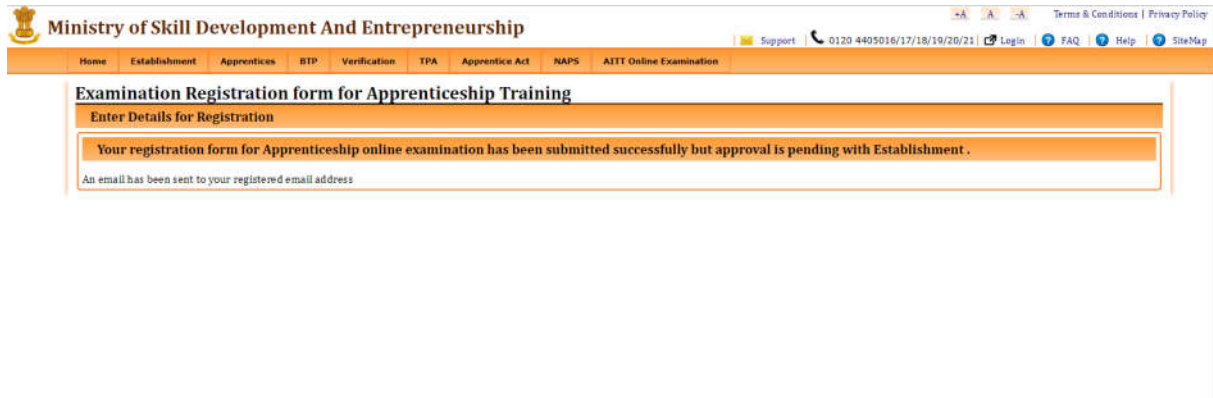 +A A -A Terms & Conditions | Privacy Policy
Ministry of Skill Development And Entrepreneurship
| Support | 0120 4405016/17/18/19/20/21 | Login | FAQ | Help | SiteMap
Home Establishment Apprentices BTP Verification TPA Apprentice Act NAPS AITT Online Examination
Examination Registration form for Apprenticeship Training
Enter Details for Registration
Your registration form for Apprenticeship online examination has been submitted successfully but approval is pending with Establishment .
An email has been sent to your registered email address